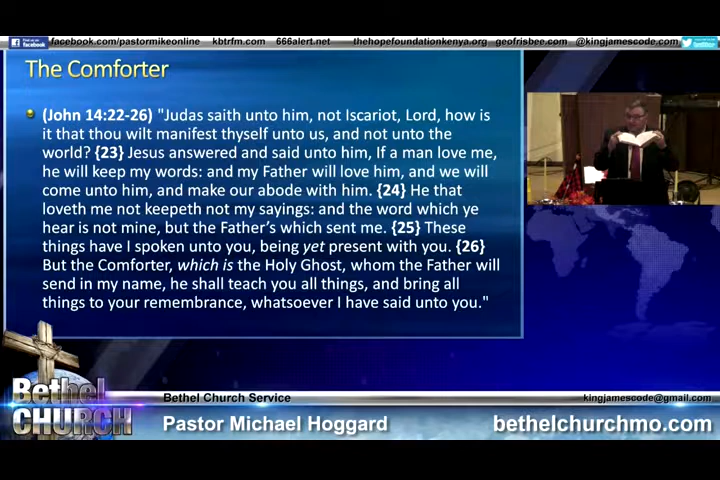 Find us on facebook facebook.com/pastormikeonline kbtrfm.com 666alert.net thehopefoundationkenya.org geofrisbee.com @kingjamescode.com twitter
The Comforter
(John 14:22-26) "Judas saith unto him, not Iscariot, Lord, how is
it that thou wilt manifest thyself unto us, and not unto the
world? {23} Jesus answered and said unto him, If a man love me,
he will keep my words: and my Father will love him, and we will
come unto him, and make our abode with him. {24} He that
loveth me not keepeth not my sayings: and the word which ye
hear is not mine, but the Father's which sent me. {25} These
things have I spoken unto you, being yet present with you. {26}
But the Comforter, which is the Holy Ghost, whom the Father will
send in my name, he shall teach you all things, and bring all
things to your remembrance, whatsoever I have said unto you."
Bethel
CHURCH
Bethel Church Service kingjamescode@gmail.com
Pastor Michael Hoggard bethelchurchmo.com